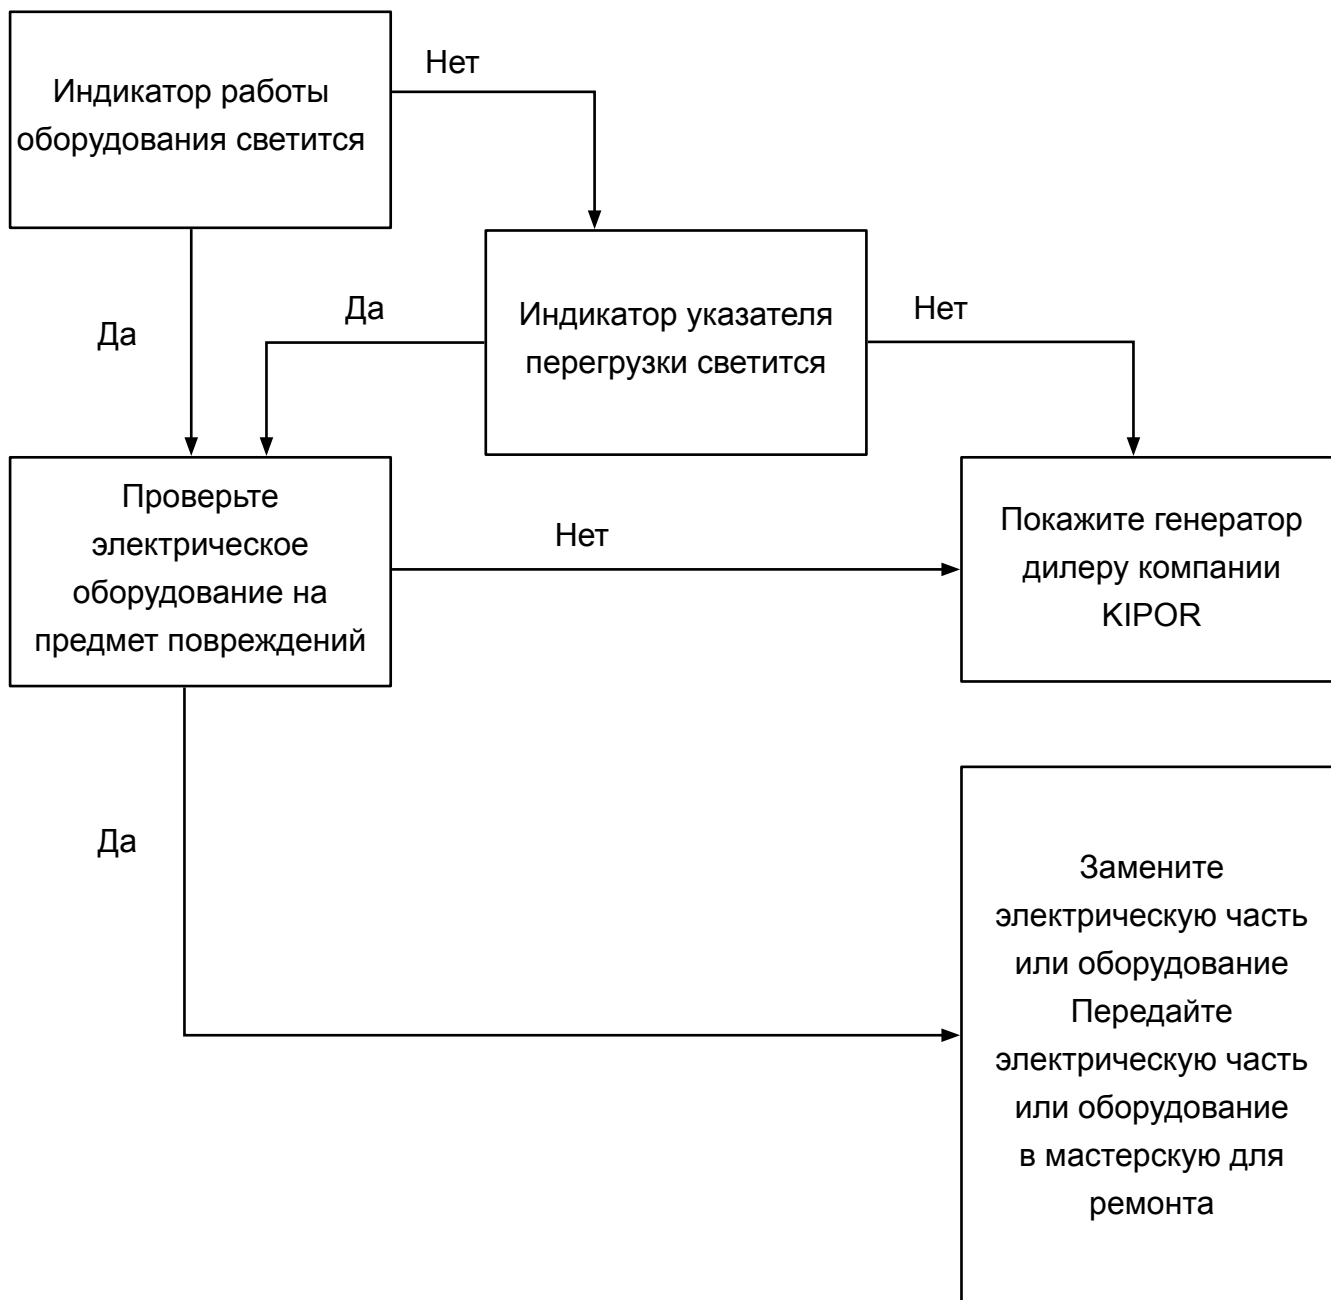 Индикатор работы
оборудования светится
Нет
Да
Индикатор указателя
перегрузки светится
Да
Нет
Проверьте
электрическое
оборудование на
предмет повреждений
Нет
Покажите генератор
дилеру компании
KIPOR
Да
Замените
электрическую часть
или оборудование
Передайте
электрическую часть
или оборудование
в мастерскую для
ремонта